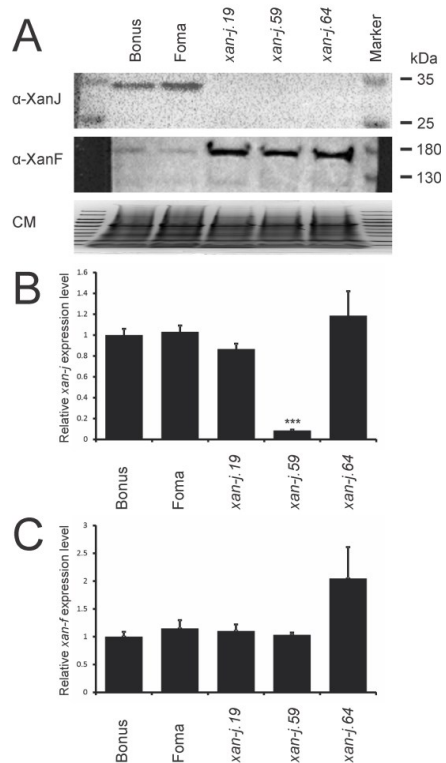 A
Bonus
Foma
xan-j.19
xan-j.59
xan-j.64
Marker
kDa
α-XanJ
35
25
α-XanF
180
130
CM
B
Relative xan-j expression level
1.6
1.4
1.2
1
0.8
0.6
0.4
0.2
0
***
Bonus
Foma
xan-j.19
xan-j.59
xan-j.64
C
Relative xan-f expression level
3
2.5
2
1.5
1
0.5
0
Bonus
Foma
xan-j.19
xan-j.59
xan-j.64